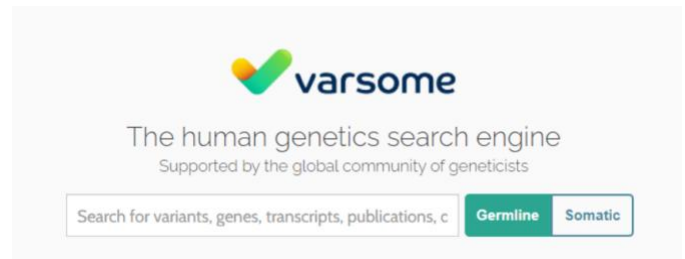 varsome
The human genetics search engine
Supported by the global community of geneticists
Search for variants, genes, transcripts, publications, c Germline Somatic